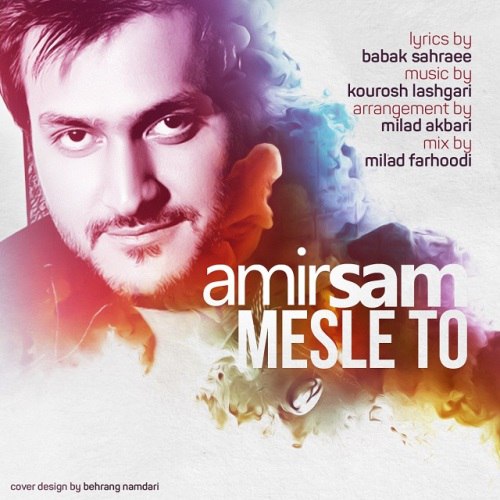 lyrics by
babak sahraee
music by
kourosh lashgari
arrangement by
milad akbari
mix by
milad farhoodi
amirsam
MESLE TO
cover design by behrang namdari